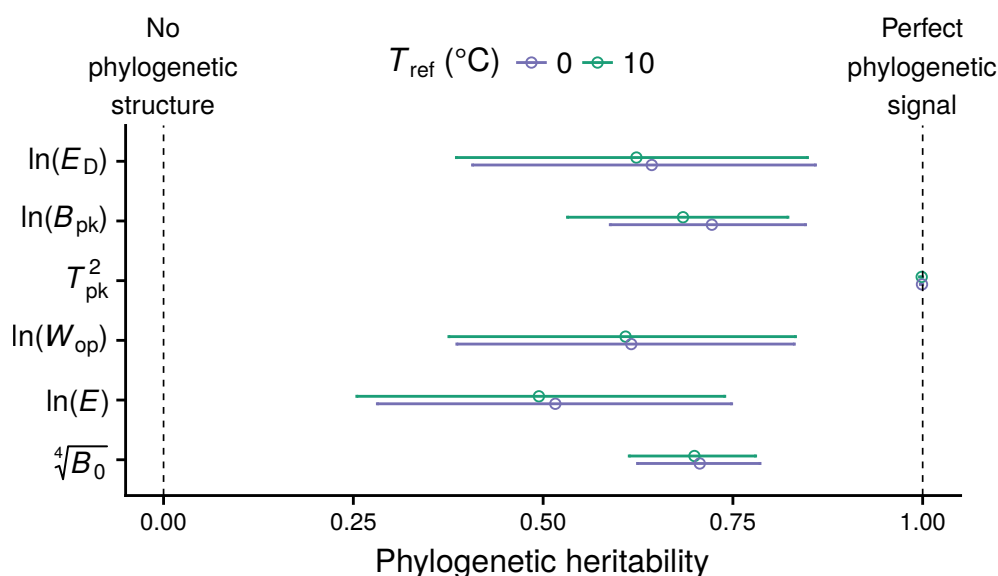 No
phylogenetic
structure
T_ref (°C) 0 10
Perfect
phylogenetic
signal
ln(E_D)
ln(B_pk)
T_pk^2
ln(W_op)
ln(E)
∜B_0
0.00 0.25 0.50 0.75 1.00
Phylogenetic heritability